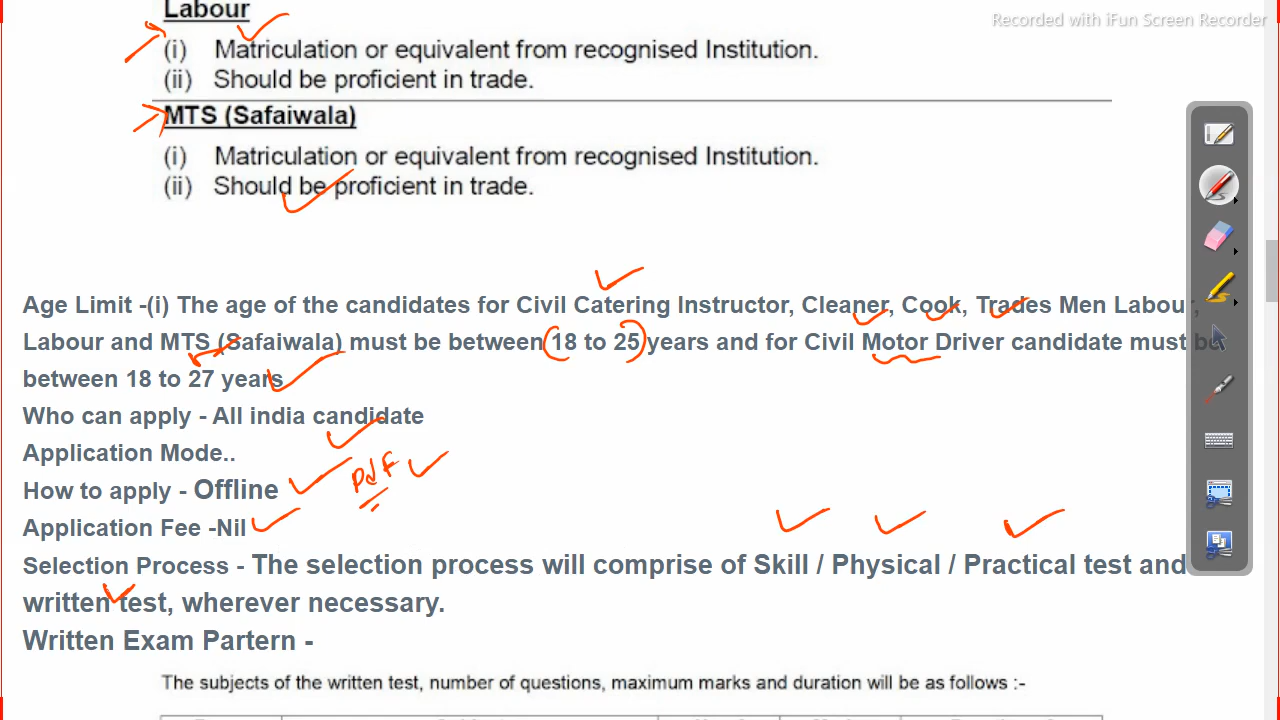 Labour
Recorded with iFun Screen Recorder
(i) Matriculation or equivalent from recognised Institution.
(ii) Should be proficient in trade.
MTS (Safaiwala)
(i) Matriculation or equivalent from recognised Institution.
(ii) Should be proficient in trade.
Age Limit -(i) The age of the candidates for Civil Catering Instructor, Cleaner, Cook, Trades Men Labour,
Labour and MTS (Safaiwala) must be between 18 to 25 years and for Civil Motor Driver candidate must be
between 18 to 27 years
Who can apply - All india candidate
Application Mode..
How to apply - Offline
Pdf
Application Fee -Nil
Selection Process - The selection process will comprise of Skill / Physical / Practical test and
written test, wherever necessary.
Written Exam Partern -
The subjects of the written test, number of questions, maximum marks and duration will be as follows :-